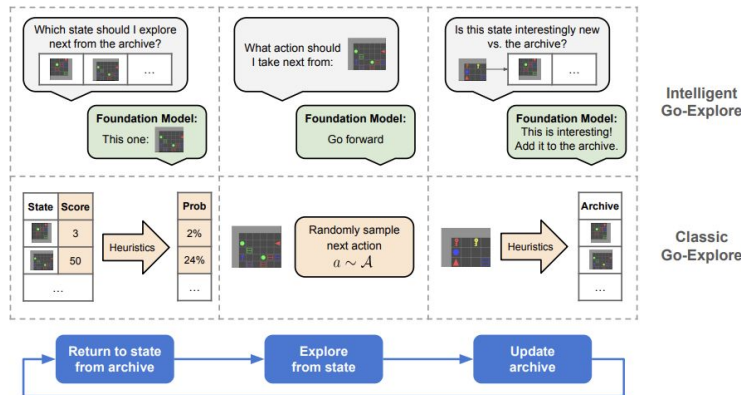 Which state should I explore
next from the archive?
...
Foundation Model:
This one:
What action should
I take next from:
Foundation Model:
Go forward
Is this state interestingly new
vs. the archive?
...
Foundation Model:
This is interesting!
Add it to the archive.
Intelligent
Go-Explore
State Score
3
50
...
Heuristics
Prob
2%
24%
...
Randomly sample
next action
a ∼ A
Heuristics
Archive
...
Classic
Go-Explore
Return to state
from archive
Explore
from state
Update
archive